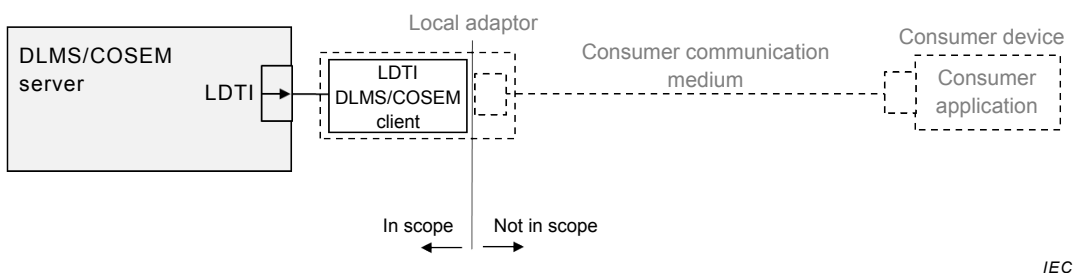 Local adaptor
DLMS/COSEM
server
LDTI
LDTI
DLMS/COSEM
client
Consumer communication
medium
Consumer device
Consumer
application
In scope
Not in scope
IEC